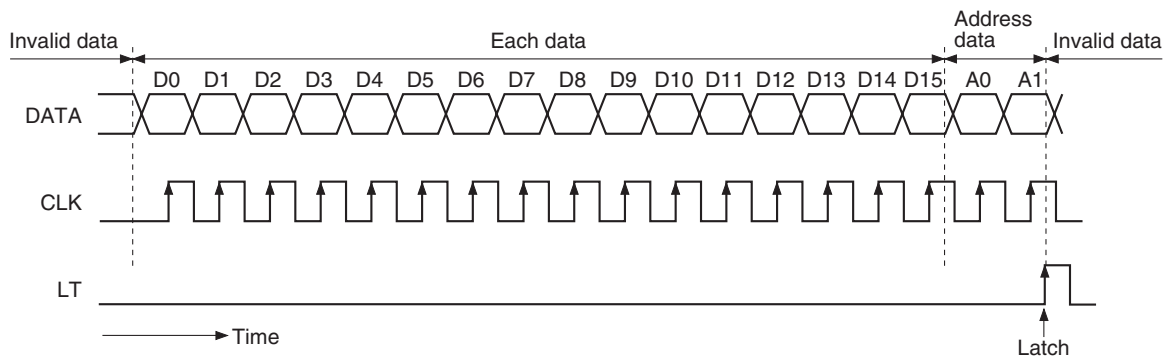 Address
Invalid data Each data data Invalid data
D0 D1 D2 D3 D4 D5 D6 D7 D8 D9 D10 D11 D12 D13 D14 D15 A0 A1
DATA
CLK
LT
Time
Latch